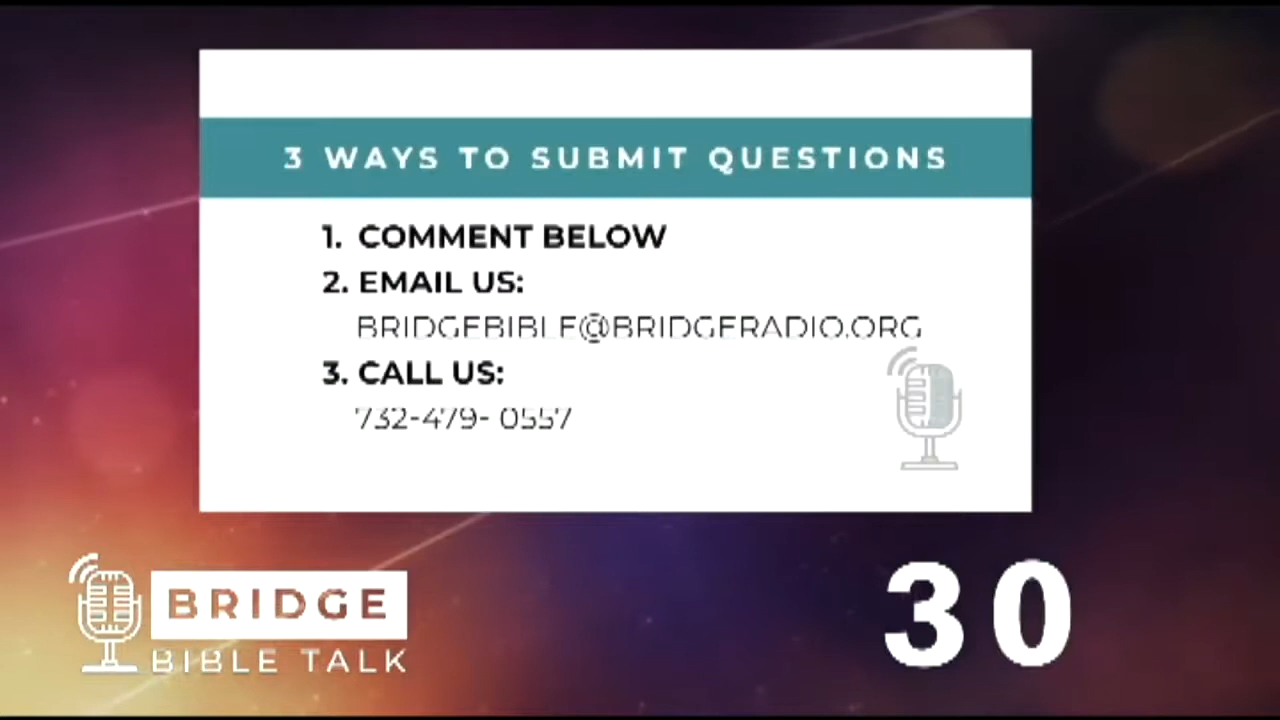 3 WAYS TO SUBMIT QUESTIONS
1. COMMENT BELOW
2. EMAIL US:
BRIDGEBIBLE@BRIDGERADIO.ORG
3. CALL US:
732-479- 0557
BRIDGE
BIBLE TALK
30